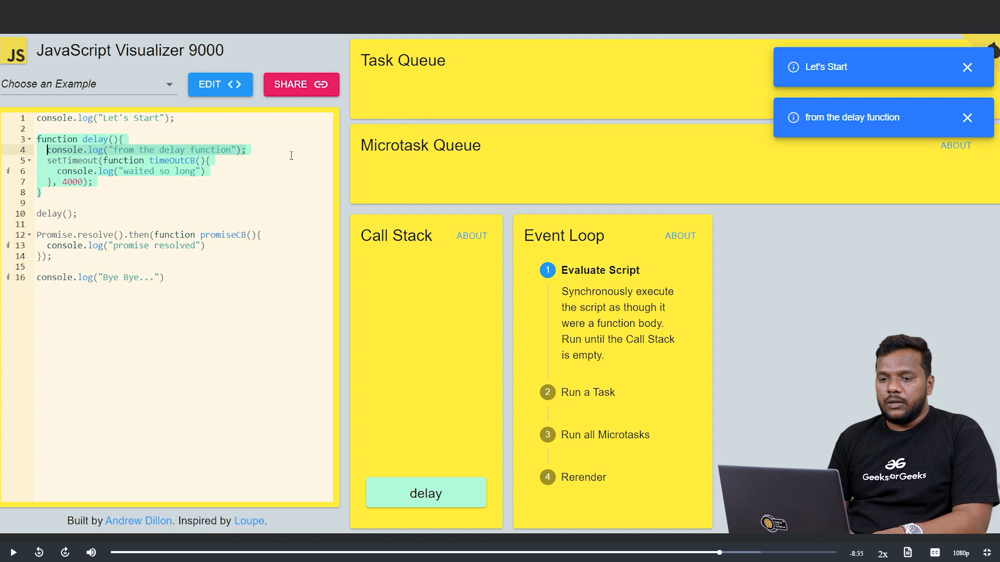 JS
JavaScript Visualizer 9000
Choose an Example
EDIT <>
SHARE
1 console.log("Let's Start");
2
3 function delay(){
4 console.log("from the delay function");
5 setTimeout(function timeOutCB(){
i 6 console.log("waited so long")
7 }, 4000);
8 }
9
10 delay();
11
12 Promise.resolve().then(function promiseCB(){
i 13 console.log("promise resolved")
14 });
15
i 16 console.log("Bye Bye...")
Built by Andrew Dillon. Inspired by Loupe.
Task Queue
Let's Start
from the delay function
Microtask Queue
ABOUT
Call Stack
ABOUT
delay
Event Loop
ABOUT
1 Evaluate Script
Synchronously execute
the script as though it
were a function body.
Run until the Call Stack
is empty.
2 Run a Task
3 Run all Microtasks
4 Rerender
GeeksforGeeks
-8:35
2x
CC
1080p